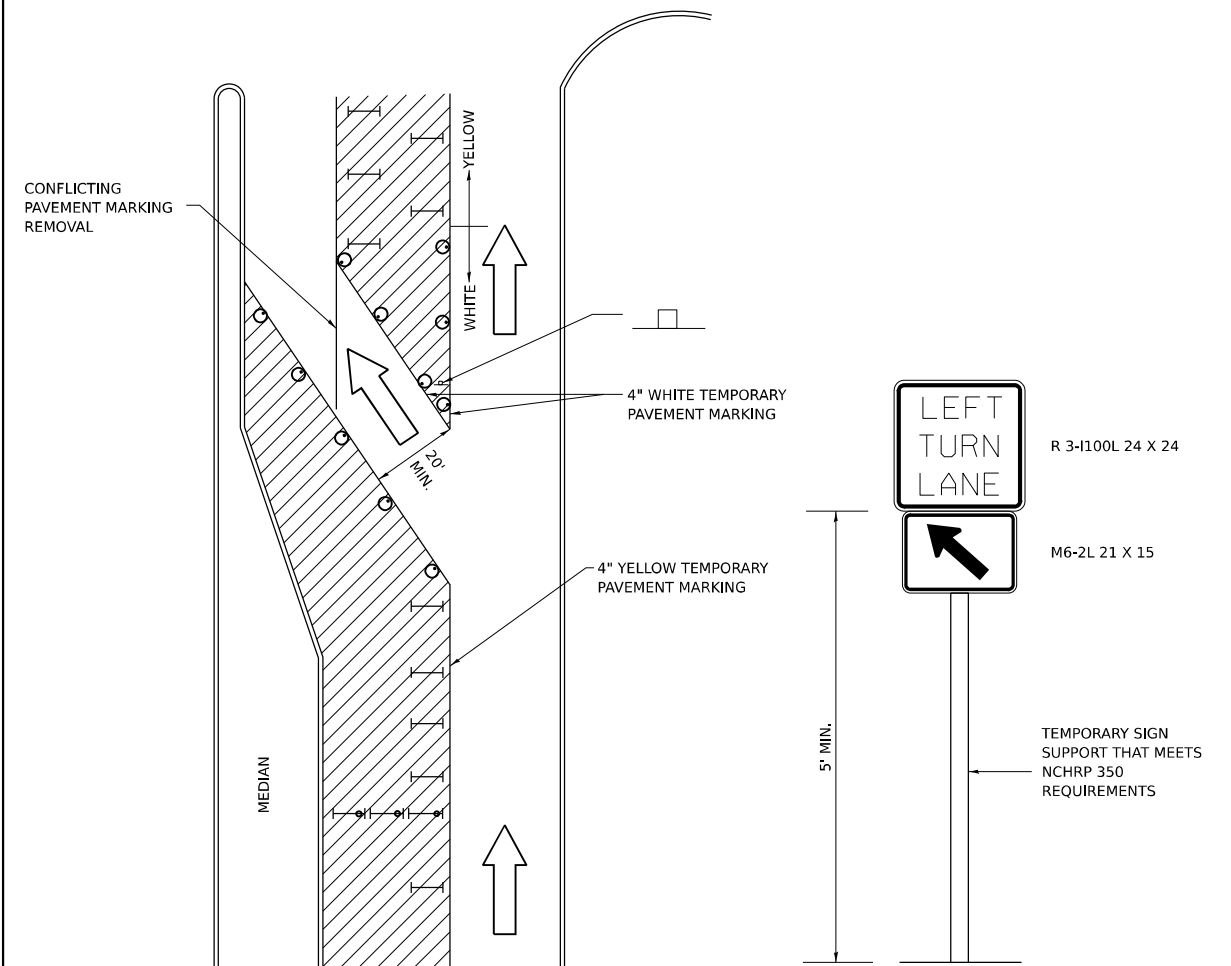 CONFLICTING
PAVEMENT MARKING
REMOVAL
YELLOW
WHITE
4" WHITE TEMPORARY
PAVEMENT MARKING
20'
MIN.
4" YELLOW TEMPORARY
PAVEMENT MARKING
MEDIAN
LEFT
TURN
LANE
R 3-I100L 24 X 24
M6-2L 21 X 15
5' MIN.
TEMPORARY SIGN
SUPPORT THAT MEETS
NCHRP 350
REQUIREMENTS